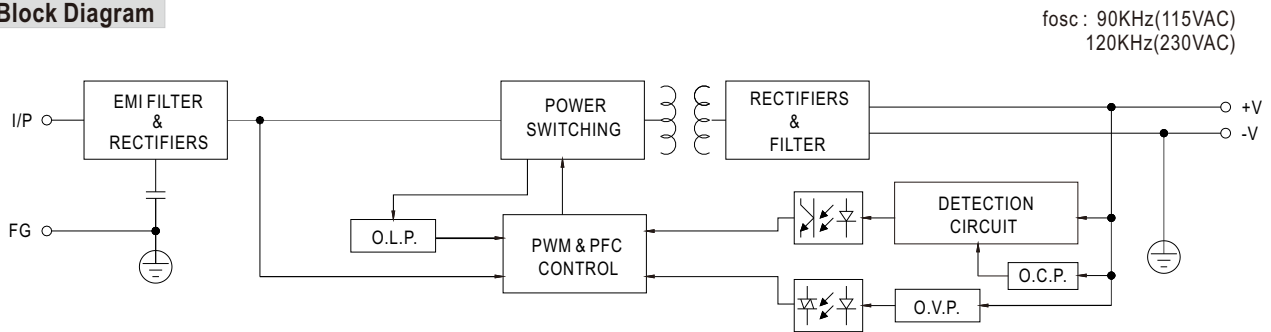 Block Diagram
fosc : 90KHz(115VAC)
120KHz(230VAC)
I/P
EMI FILTER
&
RECTIFIERS
POWER
SWITCHING
RECTIFIERS
&
FILTER
+V
-V
FG
O.L.P.
PWM & PFC
CONTROL
DETECTION
CIRCUIT
O.C.P.
O.V.P.